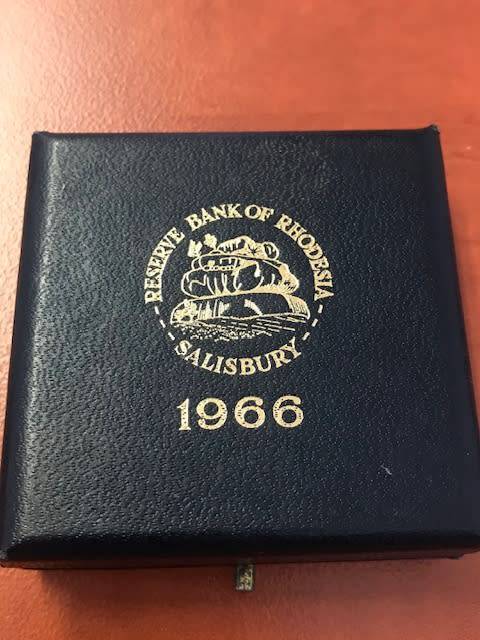 RESERVE BANK OF RHODESIA
SALISBURY
1966